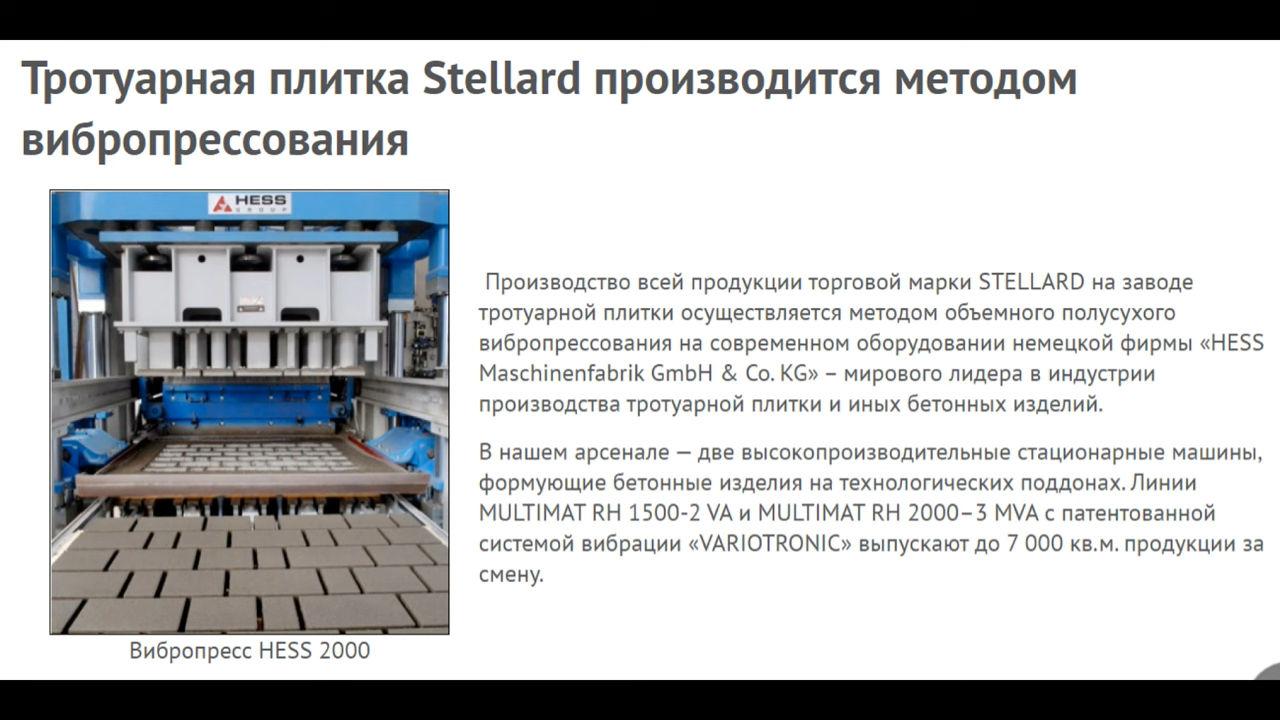 Тротуарная плитка Stellard производится методом
вибропрессования
HESS
GROUP
Производство всей продукции торговой марки STELLARD на заводе
тротуарной плитки осуществляется методом объемного полусухого
вибропрессования на современном оборудовании немецкой фирмы «HESS
Maschinenfabrik GmbH & Co. KG» – мирового лидера в индустрии
производства тротуарной плитки и иных бетонных изделий.
В нашем арсенале — две высокопроизводительные стационарные машины,
формующие бетонные изделия на технологических поддонах. Линии
MULTIMAT RH 1500-2 VA и MULTIMAT RH 2000–3 MVA с патентованной
системой вибрации «VARIOTRONIC» выпускают до 7 000 кв.м. продукции за
смену.
Вибропресс HESS 2000